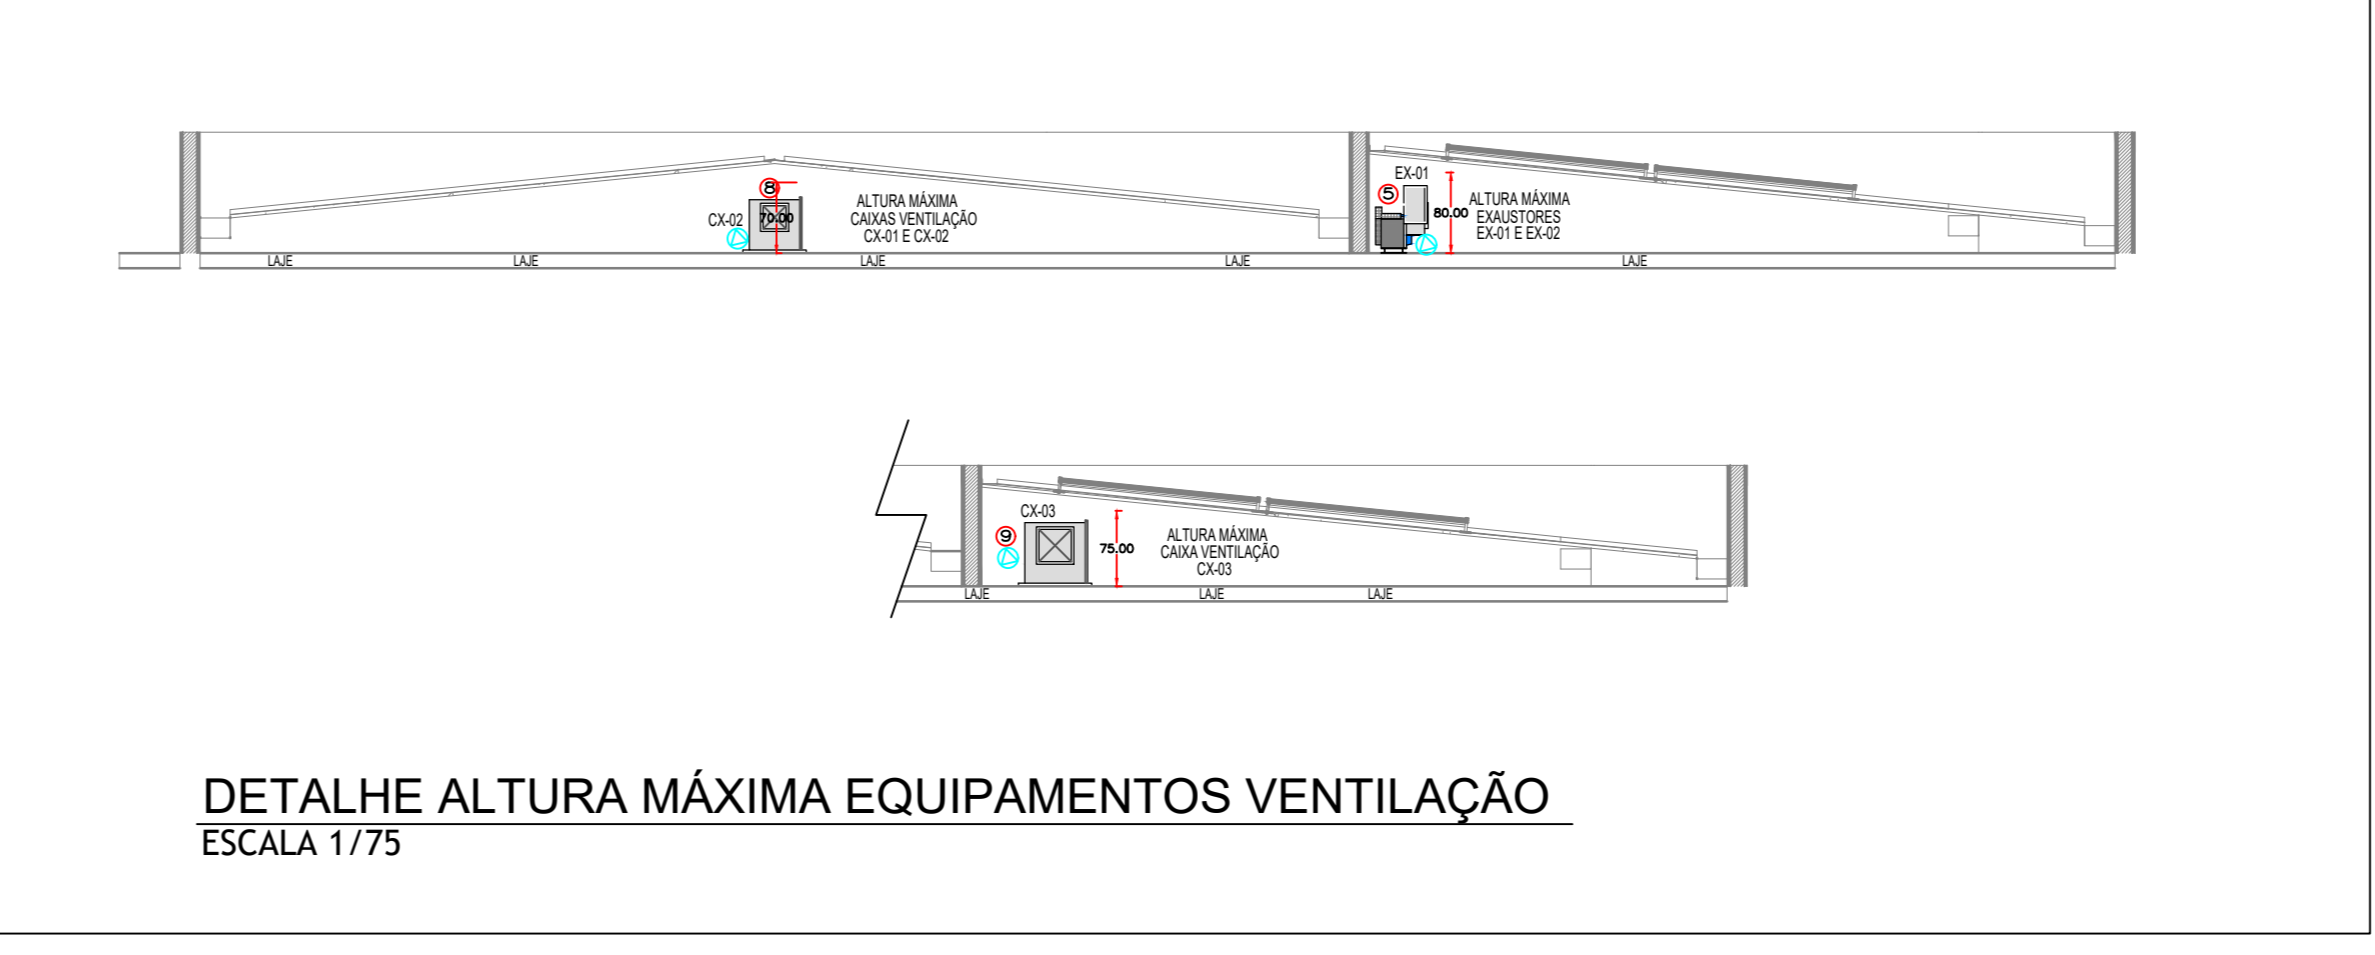 EX-01
8
5
ALTURA MÁXIMA
CAIXAS VENTILAÇÃO
CX-01 E CX-02
CX-02
70.00
80.00
ALTURA MÁXIMA
EXAUSTORES
EX-01 E EX-02
LAJE
LAJE
LAJE
LAJE
LAJE
CX-03
9
75.00
ALTURA MÁXIMA
CAIXA VENTILAÇÃO
CX-03
LAJE
LAJE
LAJE
DETALHE ALTURA MÁXIMA EQUIPAMENTOS VENTILAÇÃO
ESCALA 1/75